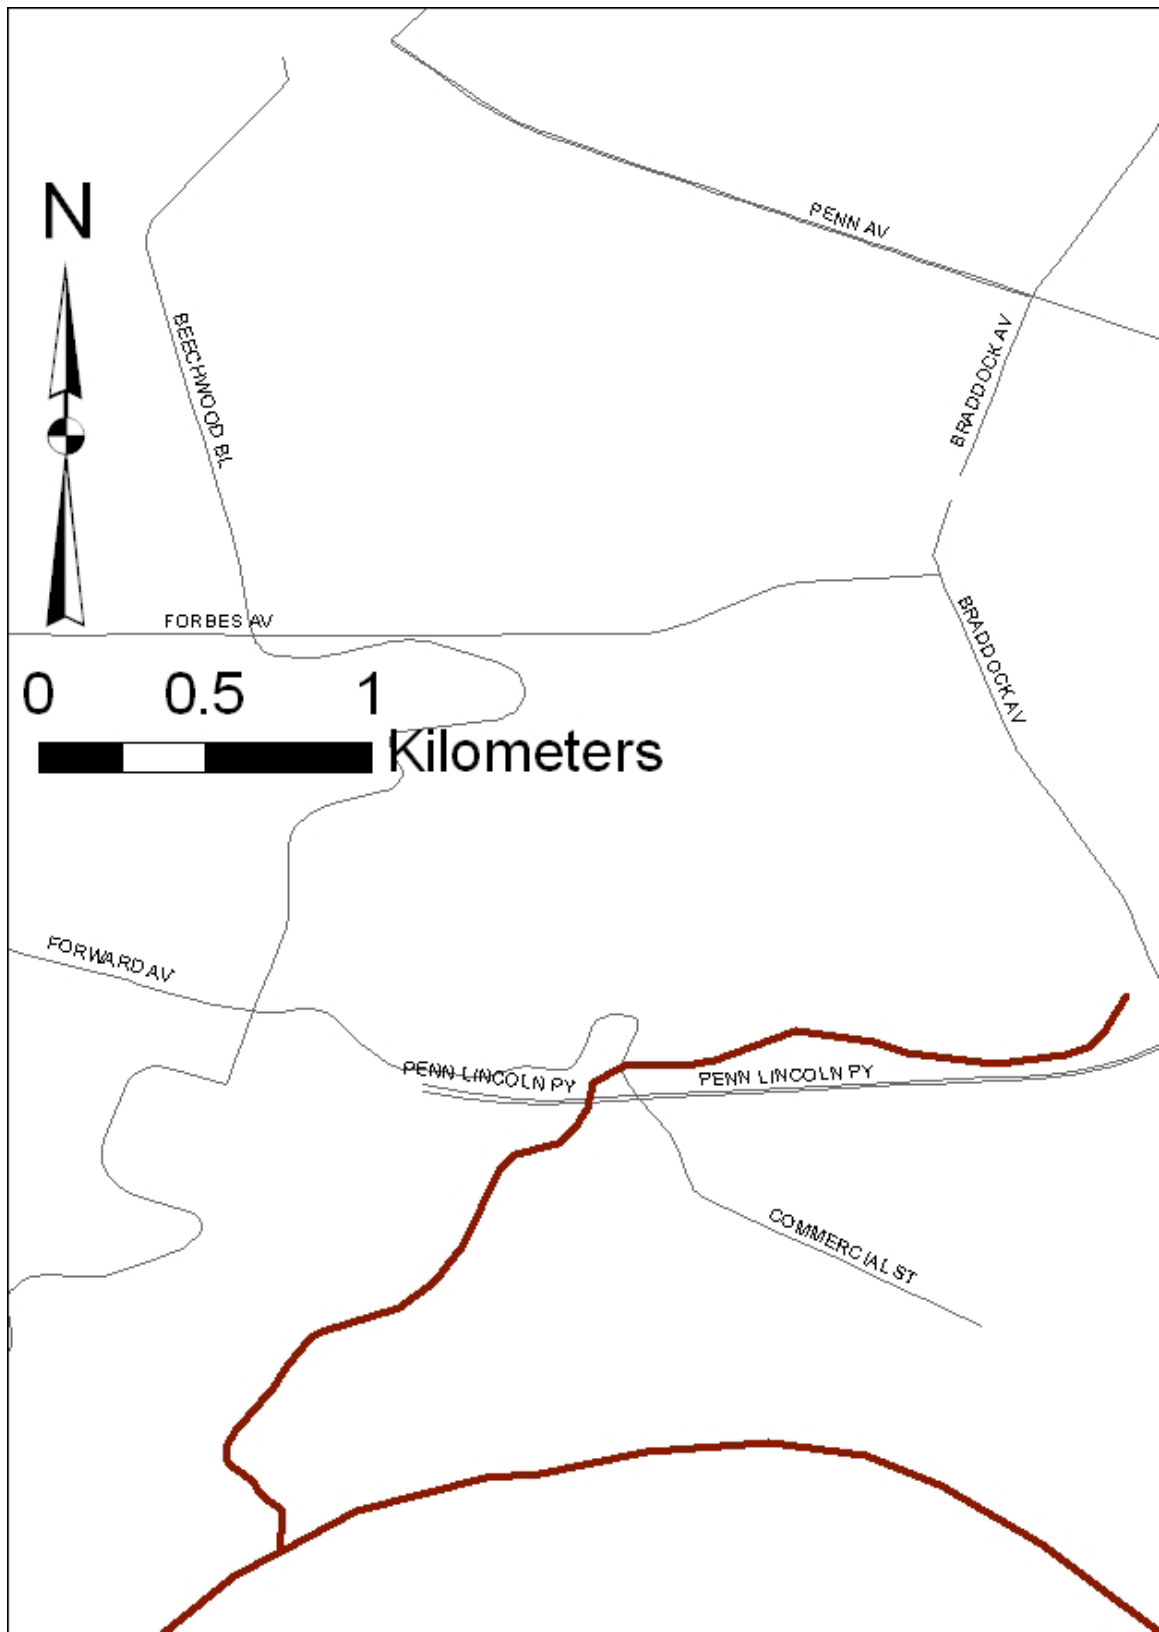 N
PENN AV
BRADDOCK AV
BEECHWOOD BL
FORBES AV
BRADDOCK AV
0 0.5 1
Kilometers
FORWARD AV
PENN LINCOLN PY
PENN LINCOLN PY
COMMERCIAL ST